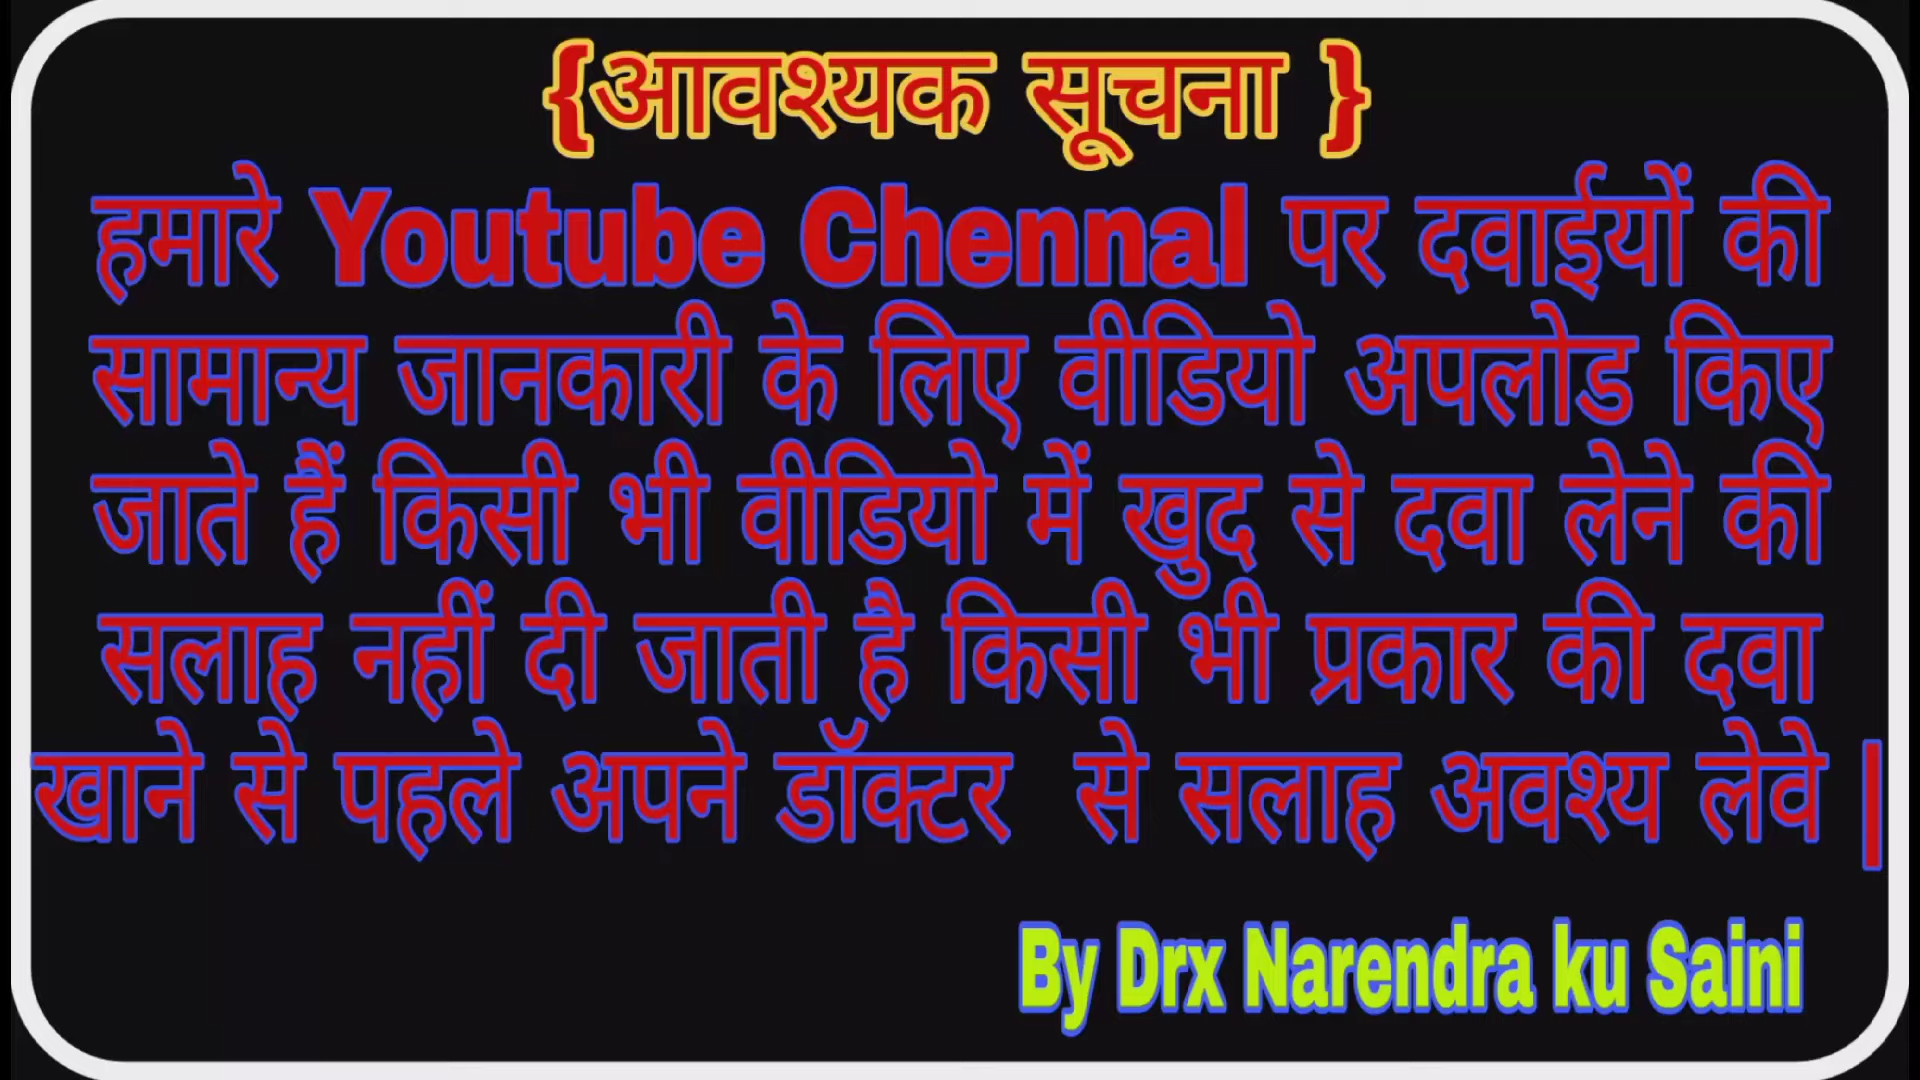 {आवश्यक सूचना }
हमारे Youtube Chennal पर दवाईयों की
सामान्य जानकारी के लिए वीडियो अपलोड किए
जाते हैं किसी भी वीडियो में खुद से दवा लेने की
सलाह नहीं दी जाती है किसी भी प्रकार की दवा
खाने से पहले अपने डॉक्टर से सलाह अवश्य लेवे |
By Drx Narendra ku Saini